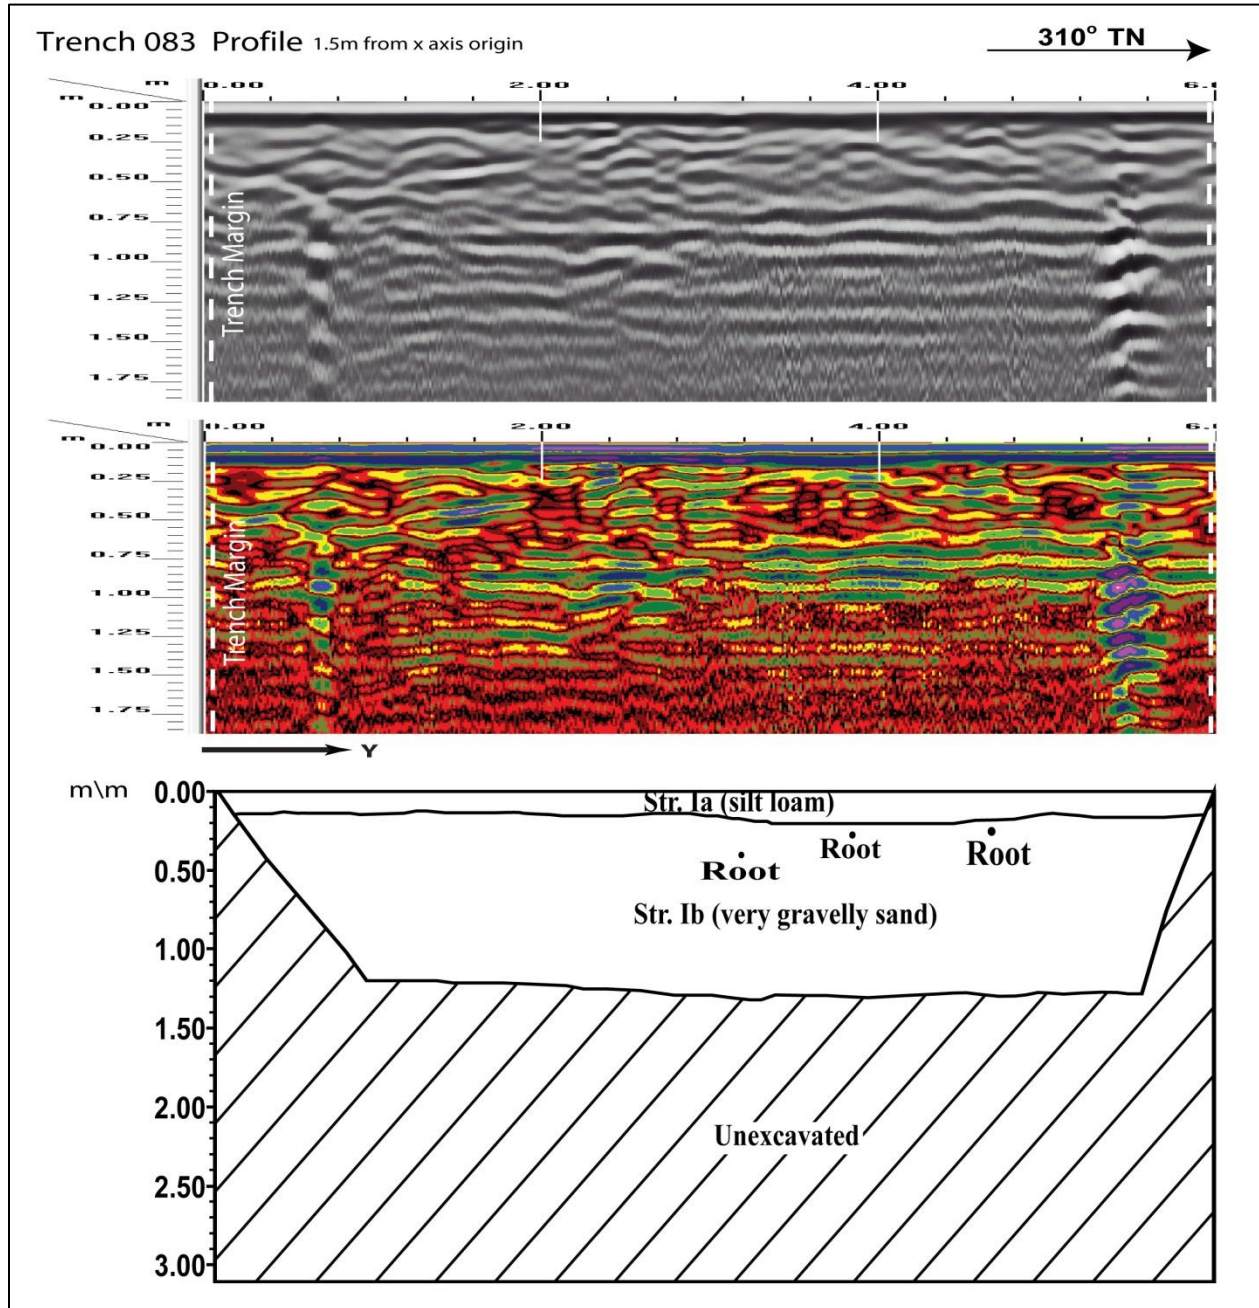 Trench 083 Profile 1.5m from x axis origin
310° TN
m 0.00 2.00 4.00 6.0
m
0.00
0.25
0.50
0.75
1.00
1.25
1.50
1.75
Trench Margin
m 0.00 2.00 4.00 6.0
m
0.00
0.25
0.50
0.75
1.00
1.25
1.50
1.75
Trench Margin
Y
m\m
0.00
0.50
1.00
1.50
2.00
2.50
3.00
Str. Ia (silt loam)
Root
Root
Root
Str. Ib (very gravelly sand)
Unexcavated